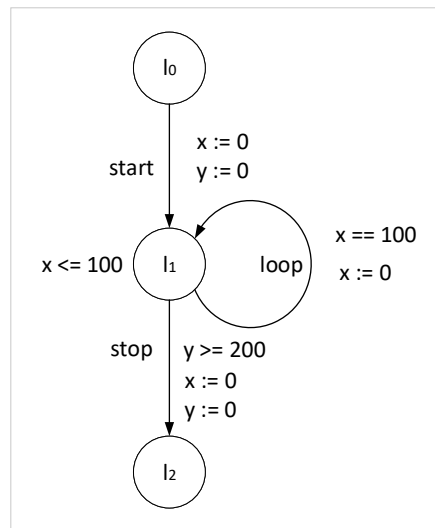 l₀
x := 0
start
y := 0
x == 100
x <= 100
l₁
loop
x := 0
stop
y >= 200
x := 0
y := 0
l₂